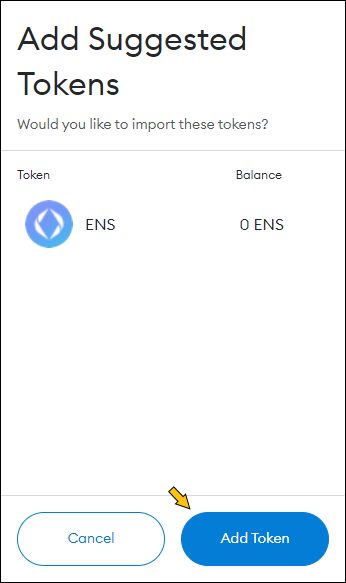 Add Suggested
Tokens
Would you like to import these tokens?
Token Balance
ENS 0 ENS
Cancel Add Token